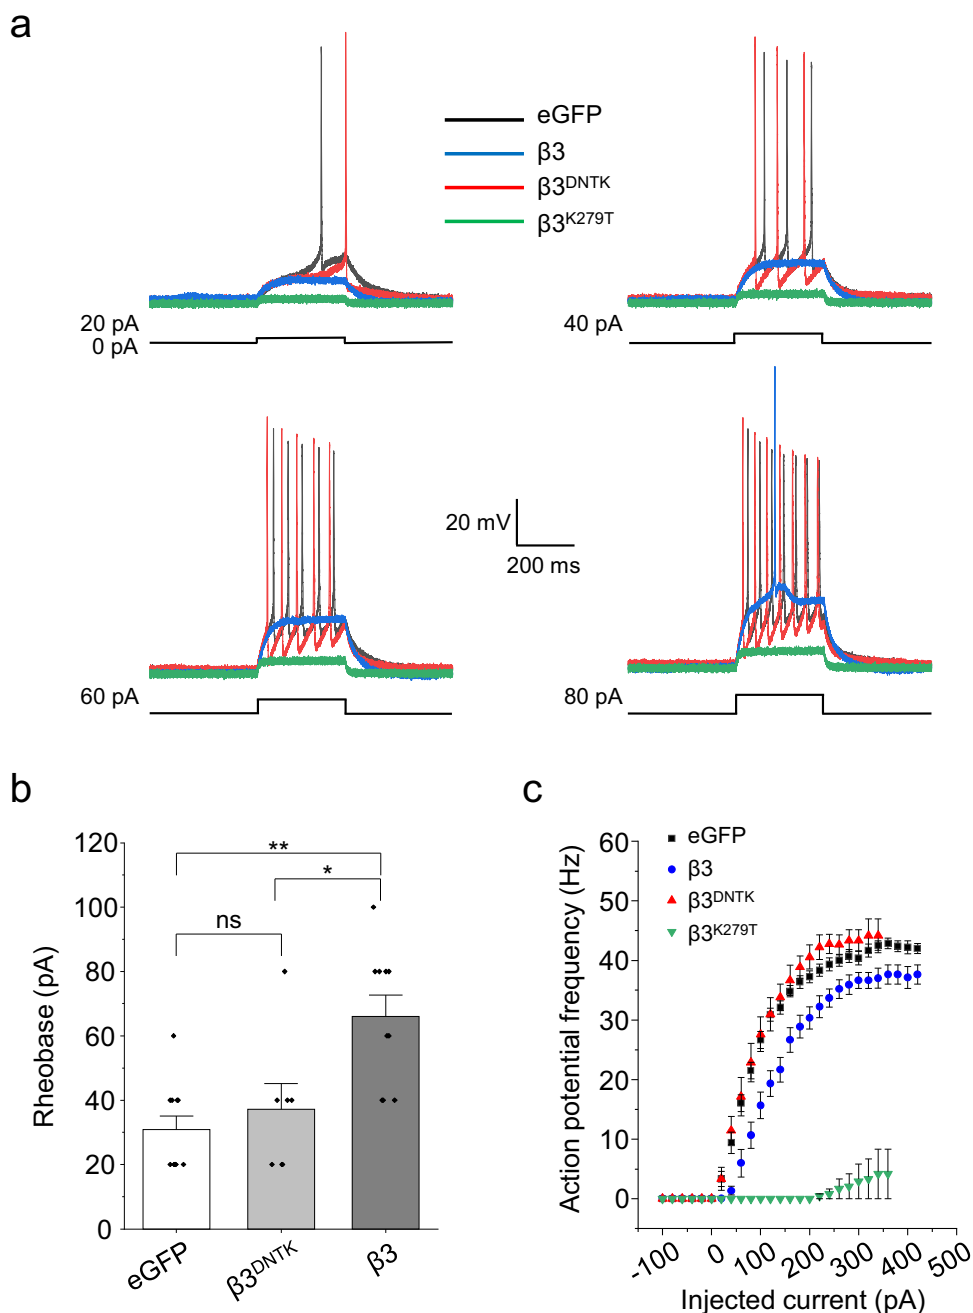 a
eGFP
β3
β3DNTK
β3K279T
20 pA
0 pA
40 pA
20 mV
200 ms
60 pA
80 pA
b
Rheobase (pA)
120
100
80
60
40
20
0
**
*
ns
eGFP
β3DNTK
β3
c
Action potential frequency (Hz)
60
50
40
30
20
10
0
eGFP
β3
β3DNTK
β3K279T
-100 0 100 200 300 400 500
Injected current (pA)